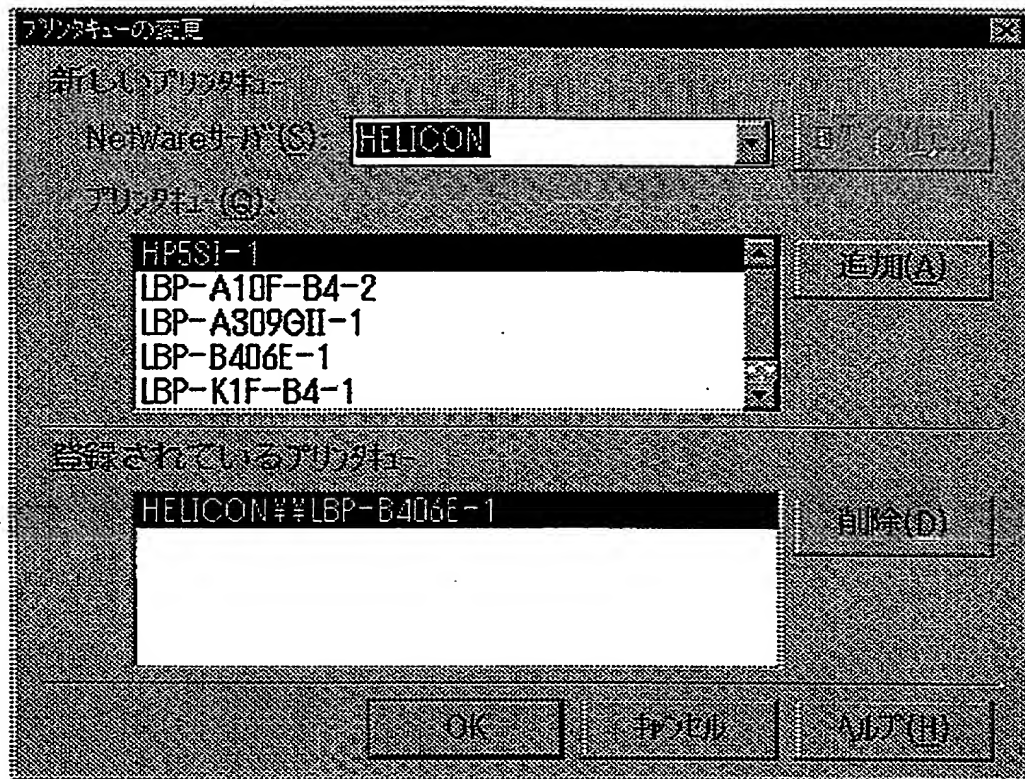 プリンタキューの変更
新しいプリンタキュー
NetWareサーバ(S): HELICON
プリンタキュー(Q):
HP5SI-1
追加(A)
LBP-A10F-B4-2
LBP-A309GII-1
LBP-B406E-1
LBP-K1F-B4-1
登録されているプリンタキュー
HELICON¥¥LBP-B406E-1
削除(D)
OK キャンセル ヘルプ(H)